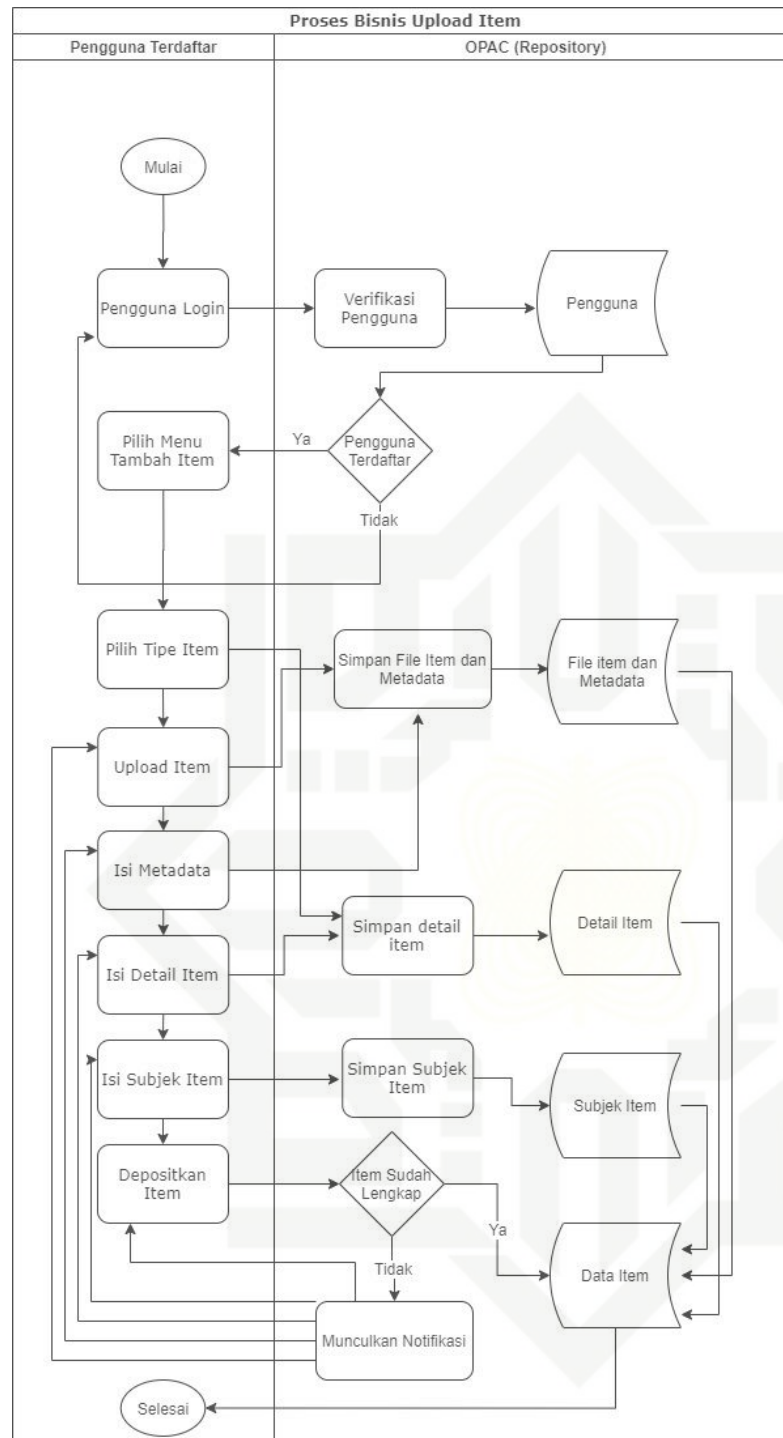 Proses Bisnis Upload Item
Pengguna Terdaftar
OPAC (Repository)
Mulai
Pengguna Login
Verifikasi
Pengguna
Pengguna
Pilih Menu
Tambah Item
Ya
Pengguna
Terdaftar
Tidak
Pilih Tipe Item
Simpan File Item dan
Metadata
File item dan
Metadata
Upload Item
Isi Metadata
Isi Detail Item
Simpan detail
item
Detail Item
Isi Subjek Item
Simpan Subjek
Item
Subjek Item
Depositkan
Item
Item Sudah
Lengkap
Ya
Tidak
Data Item
Munculkan Notifikasi
Selesai